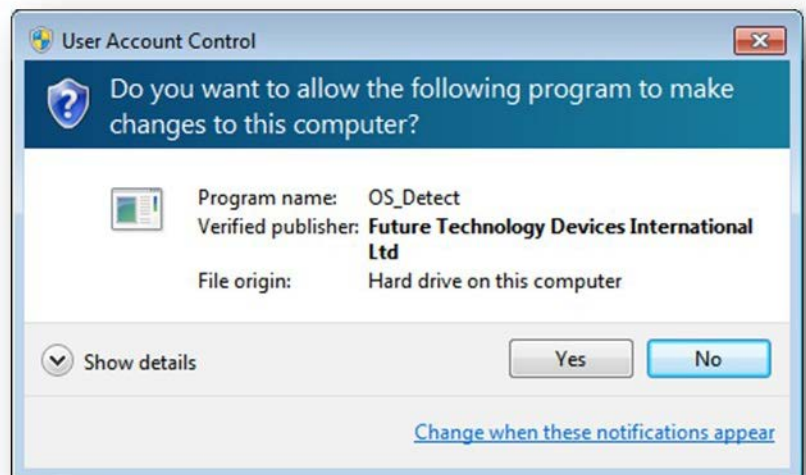 User Account Control
Do you want to allow the following program to make
changes to this computer?
Program name: OS_Detect
Verified publisher: Future Technology Devices International
Ltd
File origin: Hard drive on this computer
Show details
Yes No
Change when these notifications appear